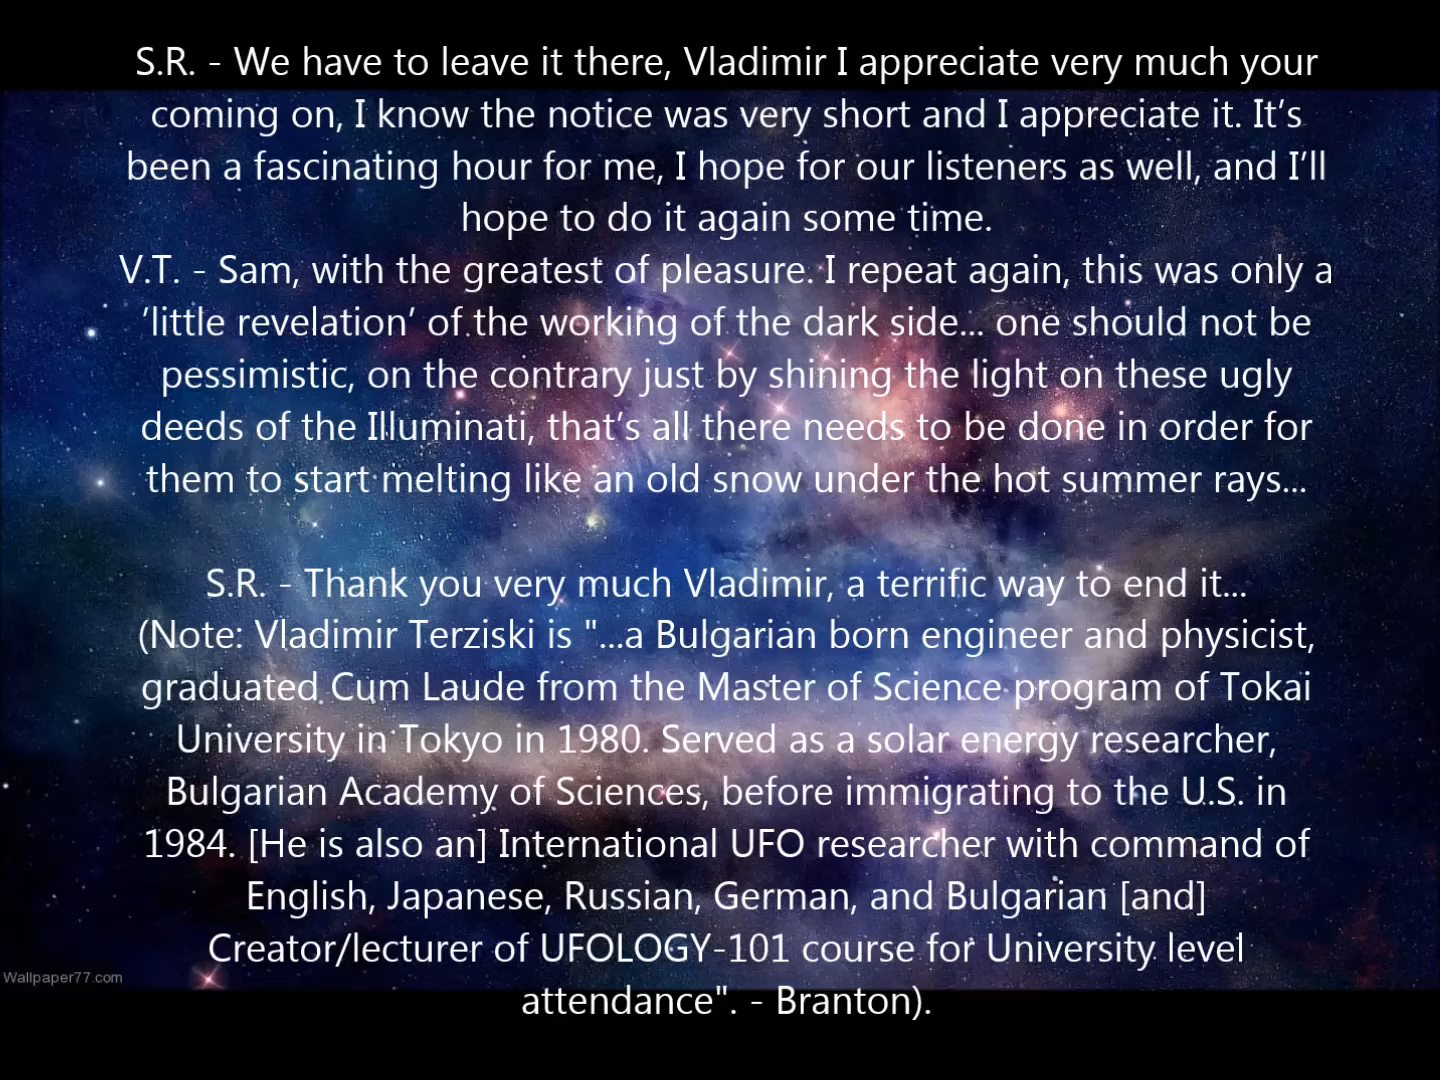 S.R. - We have to leave it there, Vladimir I appreciate very much your
coming on, I know the notice was very short and I appreciate it. It’s
been a fascinating hour for me, I hope for our listeners as well, and I’ll
hope to do it again some time.
V.T. - Sam, with the greatest of pleasure. I repeat again, this was only a
’little revelation’ of the working of the dark side... one should not be
pessimistic, on the contrary just by shining the light on these ugly
deeds of the Illuminati, that’s all there needs to be done in order for
them to start melting like an old snow under the hot summer rays...
S.R. - Thank you very much Vladimir, a terrific way to end it...
(Note: Vladimir Terziski is "...a Bulgarian born engineer and physicist,
graduated Cum Laude from the Master of Science program of Tokai
University in Tokyo in 1980. Served as a solar energy researcher,
Bulgarian Academy of Sciences, before immigrating to the U.S. in
1984. [He is also an] International UFO researcher with command of
English, Japanese, Russian, German, and Bulgarian [and]
Creator/lecturer of UFOLOGY-101 course for University level
Wallpaper77.com
attendance". - Branton).